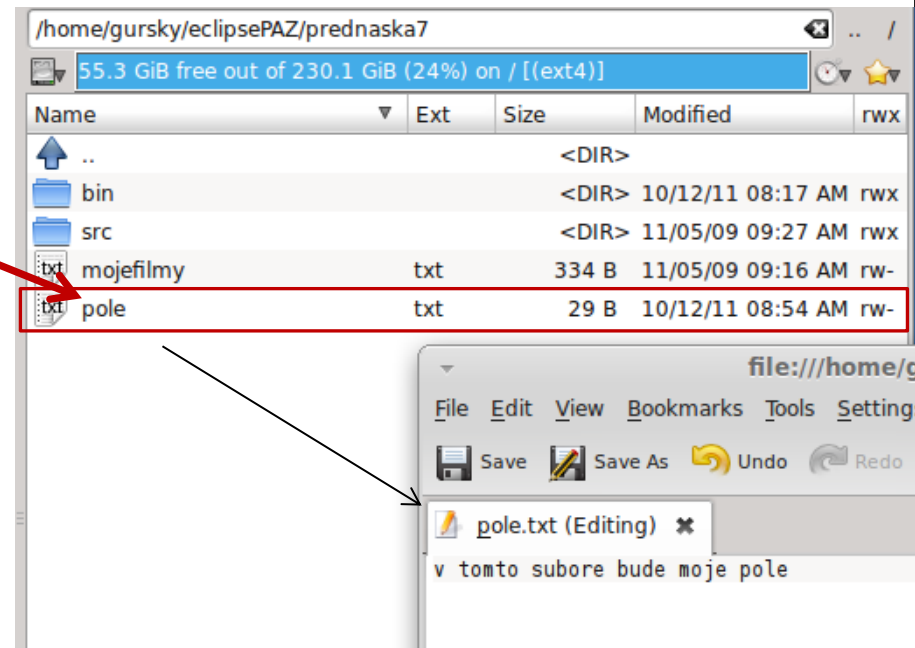 /home/gursky/eclipsePAZ/prednaska7 .. /
55.3 GiB free out of 230.1 GiB (24%) on / [(ext4)]
Name Ext Size Modified rwx
.. <DIR>
bin <DIR> 10/12/11 08:17 AM rwx
src <DIR> 11/05/09 09:27 AM rwx
mojefilmy txt 334 B 11/05/09 09:16 AM rw-
pole txt 29 B 10/12/11 08:54 AM rw-
file:///home/g
File Edit View Bookmarks Tools Setting
Save Save As Undo Redo
pole.txt (Editing)
v tomto subore bude moje pole